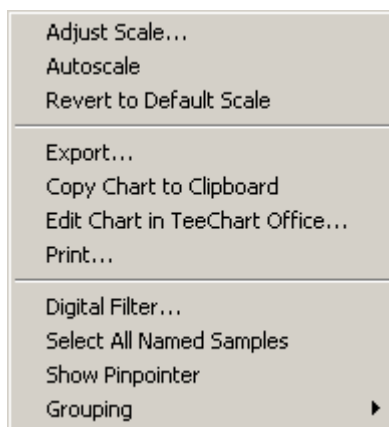 Adjust Scale...
Autoscale
Revert to Default Scale
Export...
Copy Chart to Clipboard
Edit Chart in TeeChart Office...
Print...
Digital Filter...
Select All Named Samples
Show Pinpointer
Grouping